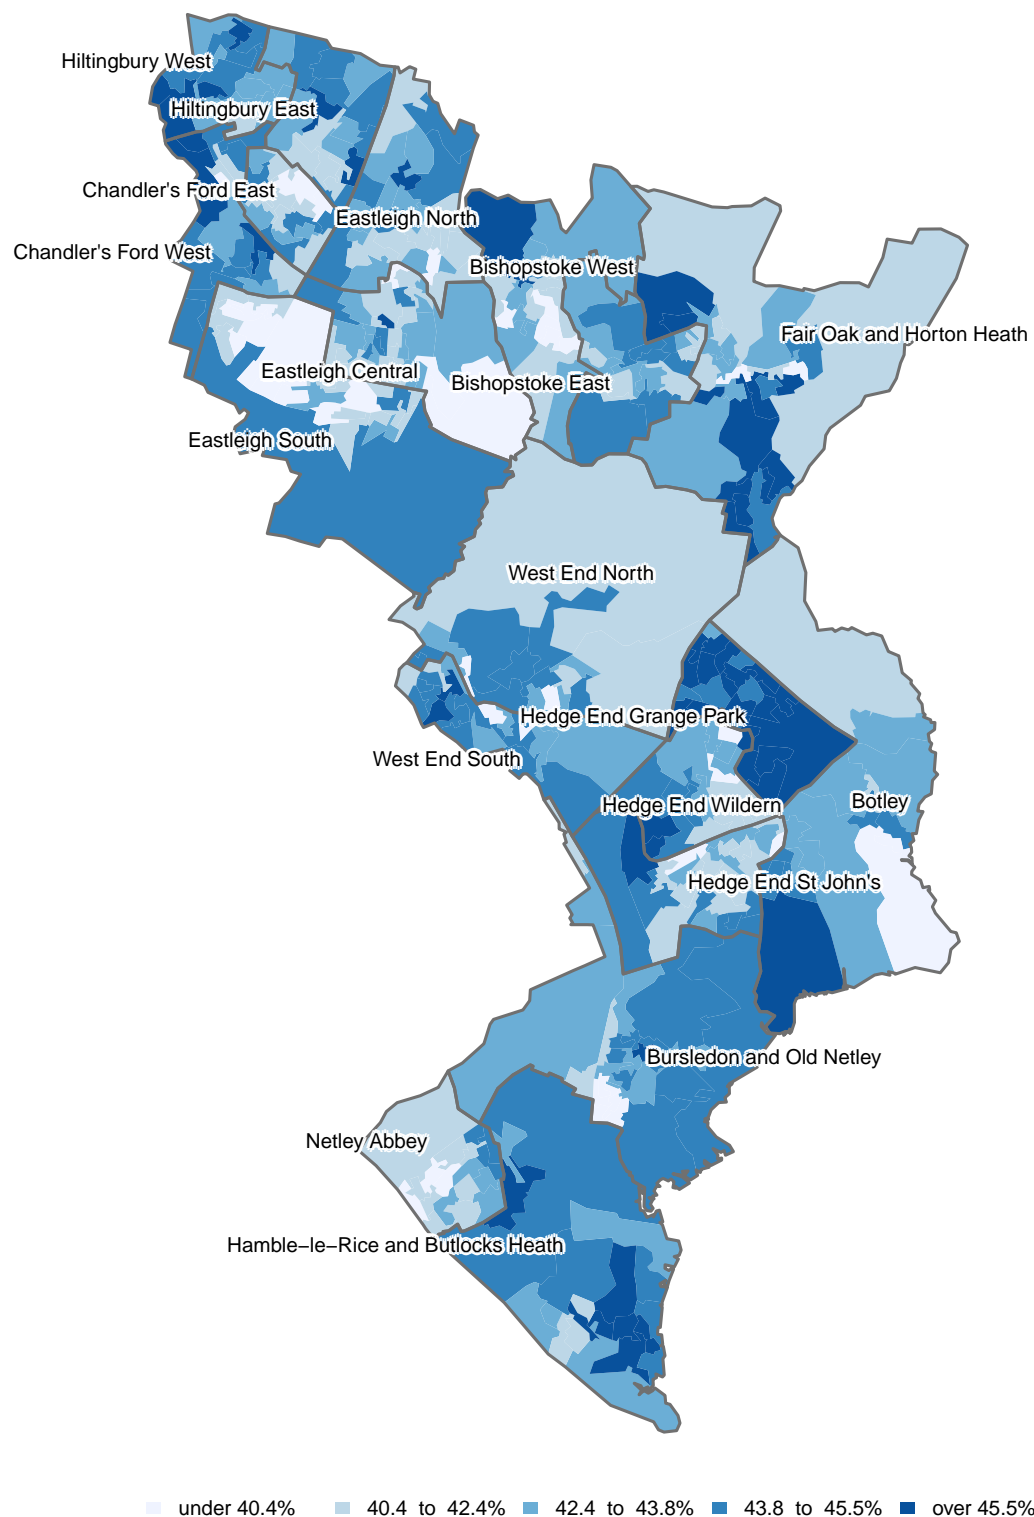 Hiltingbury West
Hiltingbury East
Chandler's Ford East
Eastleigh North
Chandler's Ford West
Bishopstoke West
Fair Oak and Horton Heath
Eastleigh Central
Bishopstoke East
Eastleigh South
West End North
Hedge End Grange Park
West End South
Hedge End Wildern
Botley
Hedge End St John's
Bursledon and Old Netley
Netley Abbey
Hamble−le−Rice and Butlocks Heath
under 40.4% 40.4 to 42.4% 42.4 to 43.8% 43.8 to 45.5% over 45.5%